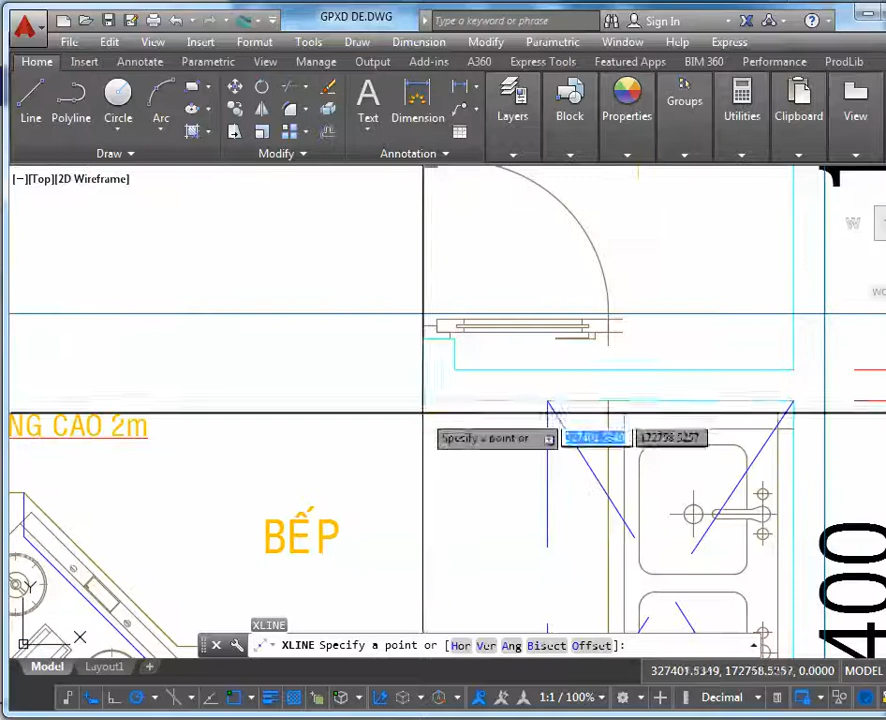 GPXD DE.DWG
Type a keyword or phrase
Sign In
File Edit View Insert Format Tools Draw Dimension Modify Parametric Window Help Express
Home Insert Annotate Parametric View Manage Output Add-ins A360 Express Tools Featured Apps BIM 360 Performance ProdLib
Line Polyline Circle Arc Text Dimension Layers Block Properties Groups Utilities Clipboard View
Draw Modify Annotation
[−][Top][2D Wireframe]
W
NG CAO 2m
Specify a point or
172758.5257
BẾP
400
Y
X
XLINE
XLINE Specify a point or [Hor Ver Ang Bisect Offset]:
Model Layout1
327401.5349, 172758.5257, 0.0000 MODEL
1:1 / 100% Decimal